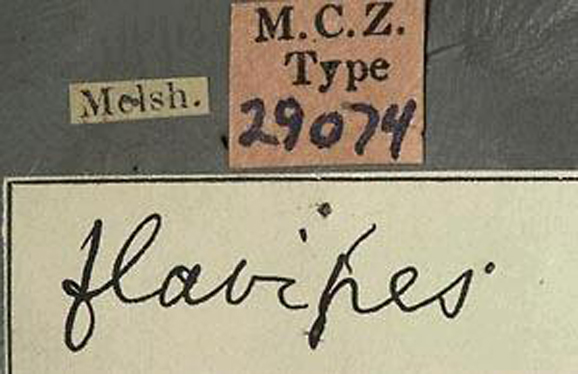 Melsh.
M.C.Z.
Type
29074
flavipes